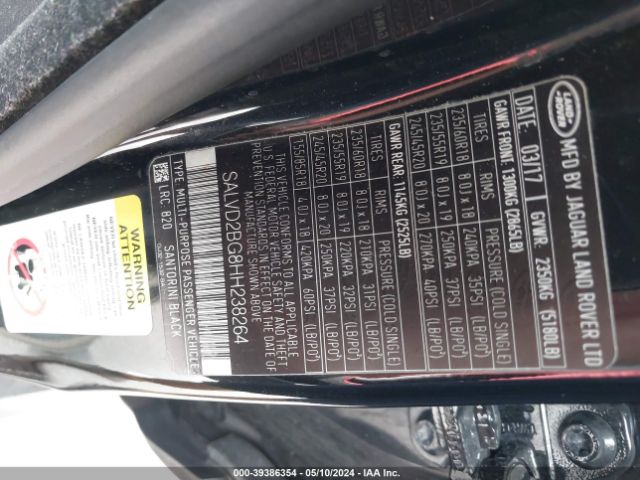 LAND ROVER
MFD BY JAGUAR LAND ROVER LTD
DATE: 03/17 GVWR: 2350KG (5180LB)
GAWR FRONT: 1300KG (2865LB)
TIRES RIMS PRESSURE (COLD SINGLE)
235/60R18 8.0J x 18 240KPA 35PSI (LB/PO²)
235/55R19 8.0J x 19 250KPA 37PSI (LB/PO²)
245/45R20 8.0J x 20 270KPA 40PSI (LB/PO²)
GAWR REAR: 1145KG (2525LB)
TIRES RIMS PRESSURE (COLD SINGLE)
235/60R18 8.0J x 18 210KPA 31PSI (LB/PO²)
235/55R19 8.0J x 19 220KPA 32PSI (LB/PO²)
245/45R20 8.0J x 20 250KPA 37PSI (LB/PO²)
155/85R18 4.0J x 18 420KPA 60PSI (LB/PO²)
THIS VEHICLE CONFORMS TO ALL APPLICABLE
U.S. FEDERAL MOTOR VEHICLE SAFETY AND THEFT
PREVENTION STANDARDS IN EFFECT ON THE DATE OF
MANUFACTURE SHOWN ABOVE
SALVD2BG8HH238264
TYPE: MULTI-PURPOSE PASSENGER VEHICLE
LRC: 820 SANTORINI BLACK
WARNING
000-39386354 - 05/10/2024 - IAA Inc.